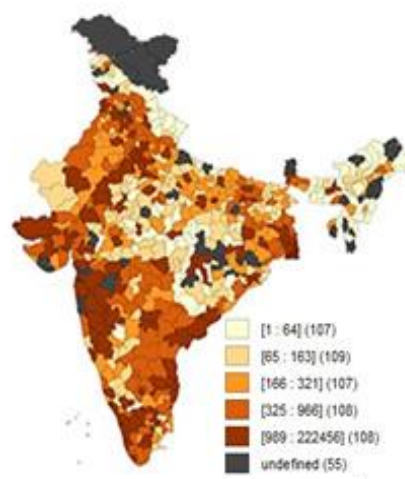 [1 : 64] (107)
[65 : 163] (109)
[166 : 321] (107)
[325 : 966] (108)
[989 : 222456] (108)
undefined (55)